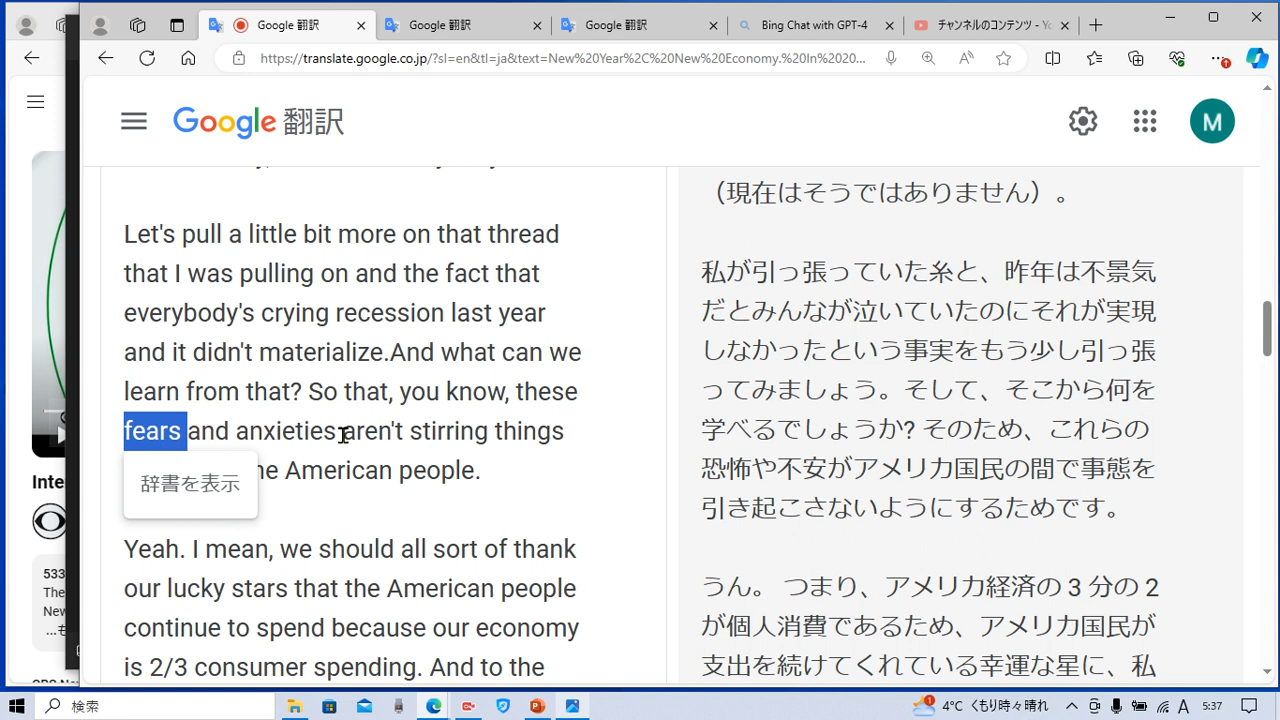 Google 翻訳
Google 翻訳
Google 翻訳
Bing Chat with GPT-4
チャンネルのコンテンツ - Yo
https://translate.google.co.jp/?sl=en&tl=ja&text=New%20Year%2C%20New%20Economy.%20In%2020...
Google 翻訳
M
Let's pull a little bit more on that thread
that I was pulling on and the fact that
everybody's crying recession last year
and it didn't materialize.And what can we
learn from that? So that, you know, these
fears and anxieties aren't stirring things
he American people.
辞書を表示
Yeah. I mean, we should all sort of thank
our lucky stars that the American people
continue to spend because our economy
is 2/3 consumer spending. And to the
（現在はそうではありません）。
私が引っ張っていた糸と、昨年は不景気
だとみんなが泣いていたのにそれが実現
しなかったという事実をもう少し引っ張
ってみましょう。そして、そこから何を
学べるでしょうか? そのため、これらの
恐怖や不安がアメリカ国民の間で事態を
引き起こさないようにするためです。
うん。 つまり、アメリカ経済の 3 分の 2
が個人消費であるため、アメリカ国民が
支出を続けてくれている幸運な星に、私
Inte
533
The
New
検索
4°C くもり時々晴れ
A
5:37